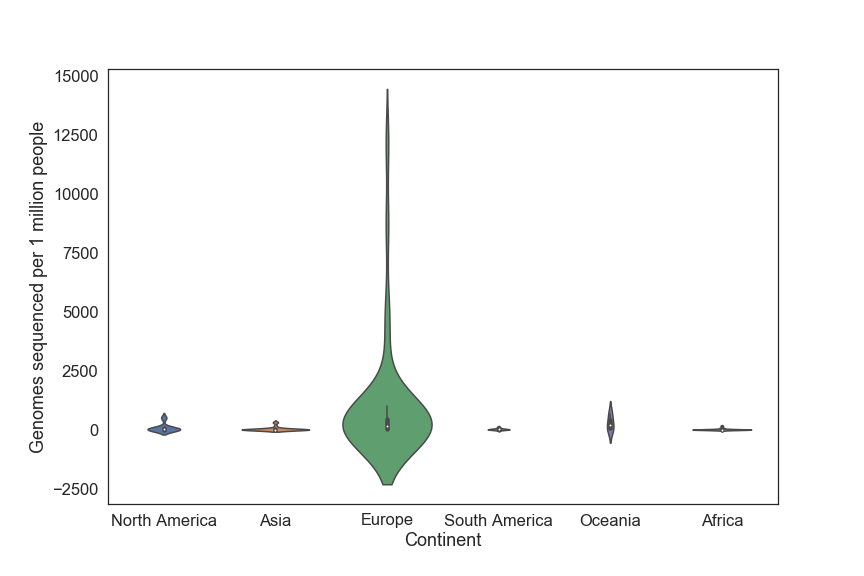 15000
12500
10000
7500
5000
2500
0
−2500
Genomes sequenced per 1 million people
North America Asia Europe South America Oceania Africa
Continent